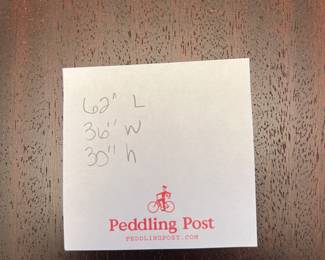 62" L
36" W
30" h
Peddling Post
PEDDLINGPOST.COM